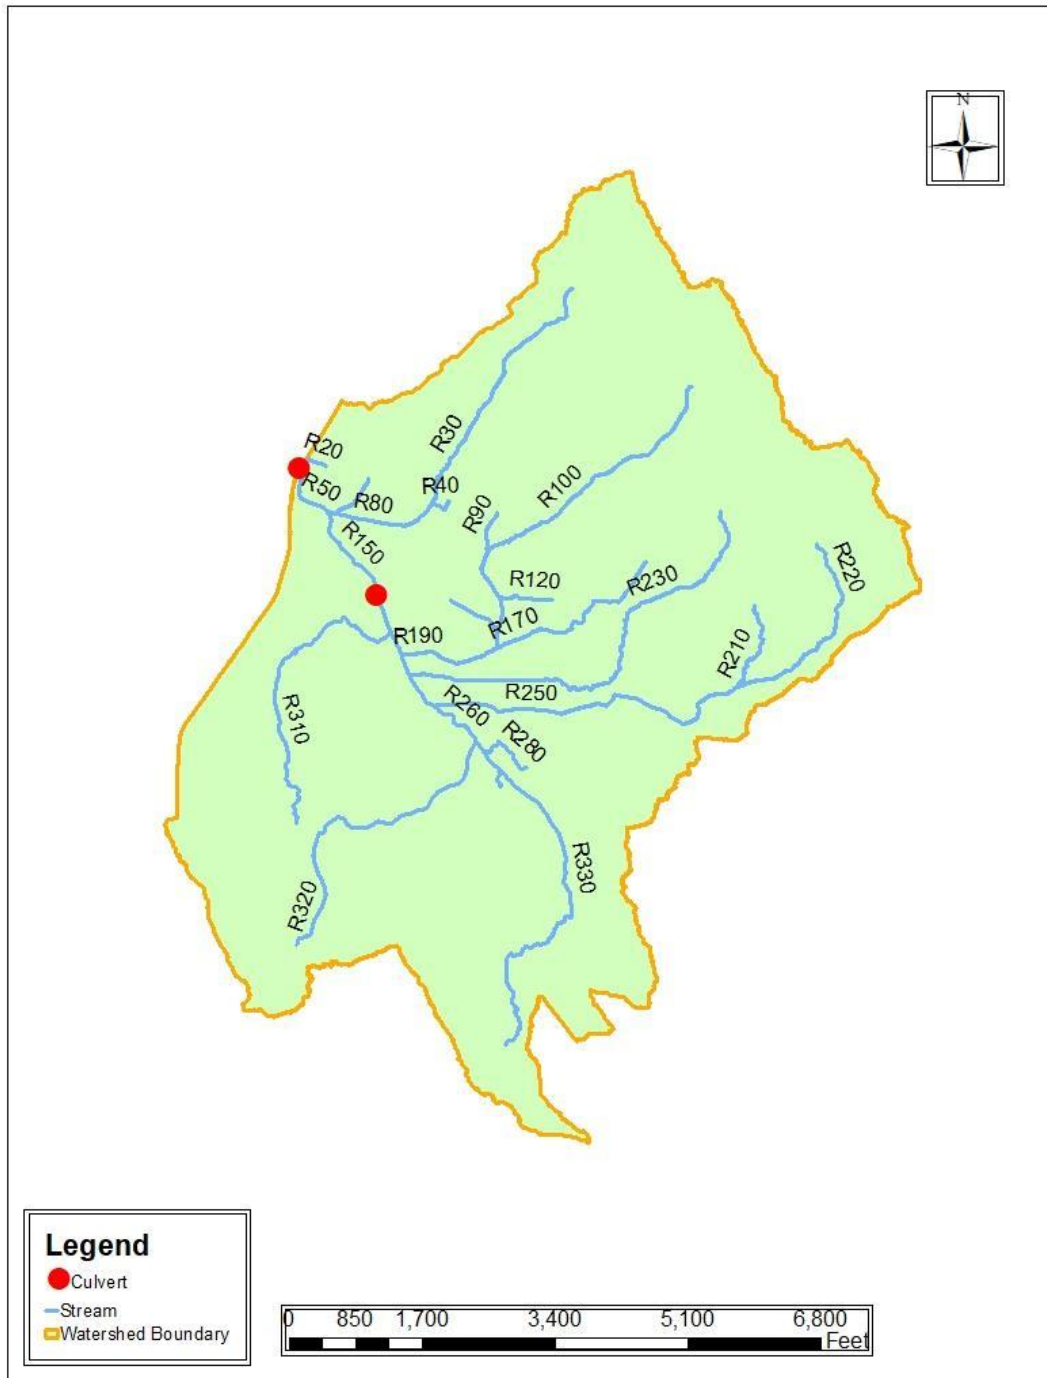 N
R20
R30
R50
R80
R40
R90
R100
R150
R120
R230
R220
R170
R190
R210
R250
R260
R280
R310
R330
R320
Legend
Culvert
Stream
Watershed Boundary
0 850 1,700 3,400 5,100 6,800
Feet